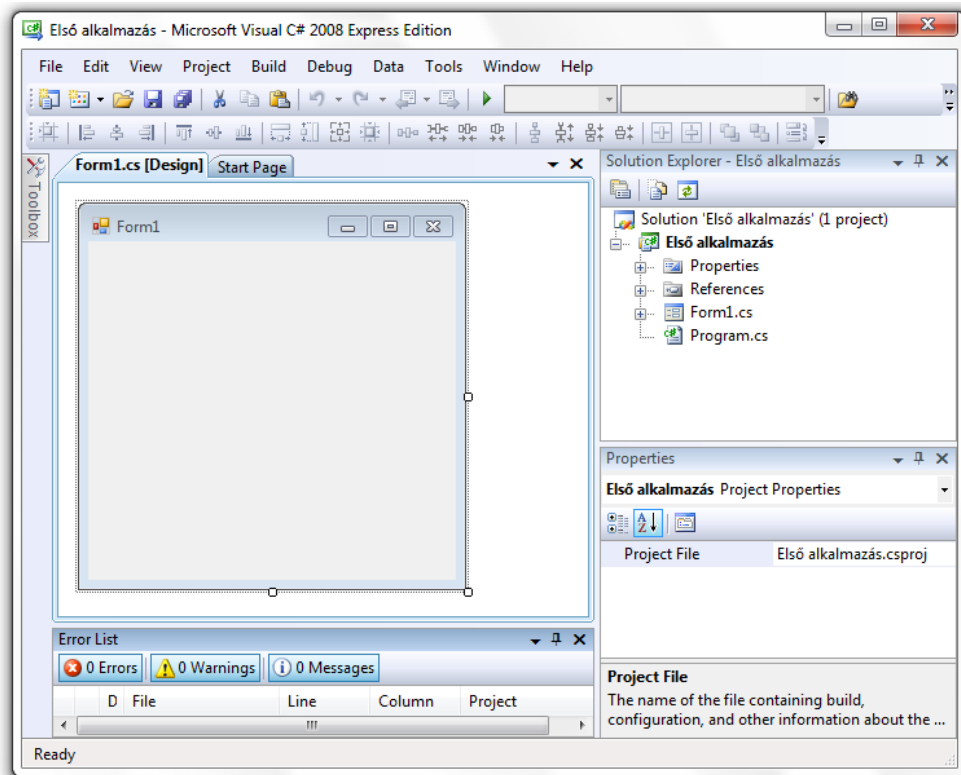 Első alkalmazás - Microsoft Visual C# 2008 Express Edition
File Edit View Project Build Debug Data Tools Window Help
Toolbox
Form1.cs [Design] Start Page
Form1
Solution Explorer - Első alkalmazás
Solution 'Első alkalmazás' (1 project)
Első alkalmazás
Properties
References
Form1.cs
Program.cs
Properties
Első alkalmazás Project Properties
Project File Első alkalmazás.csproj
Project File
The name of the file containing build,
configuration, and other information about the ...
Error List
0 Errors 0 Warnings 0 Messages
D File Line Column Project
Ready